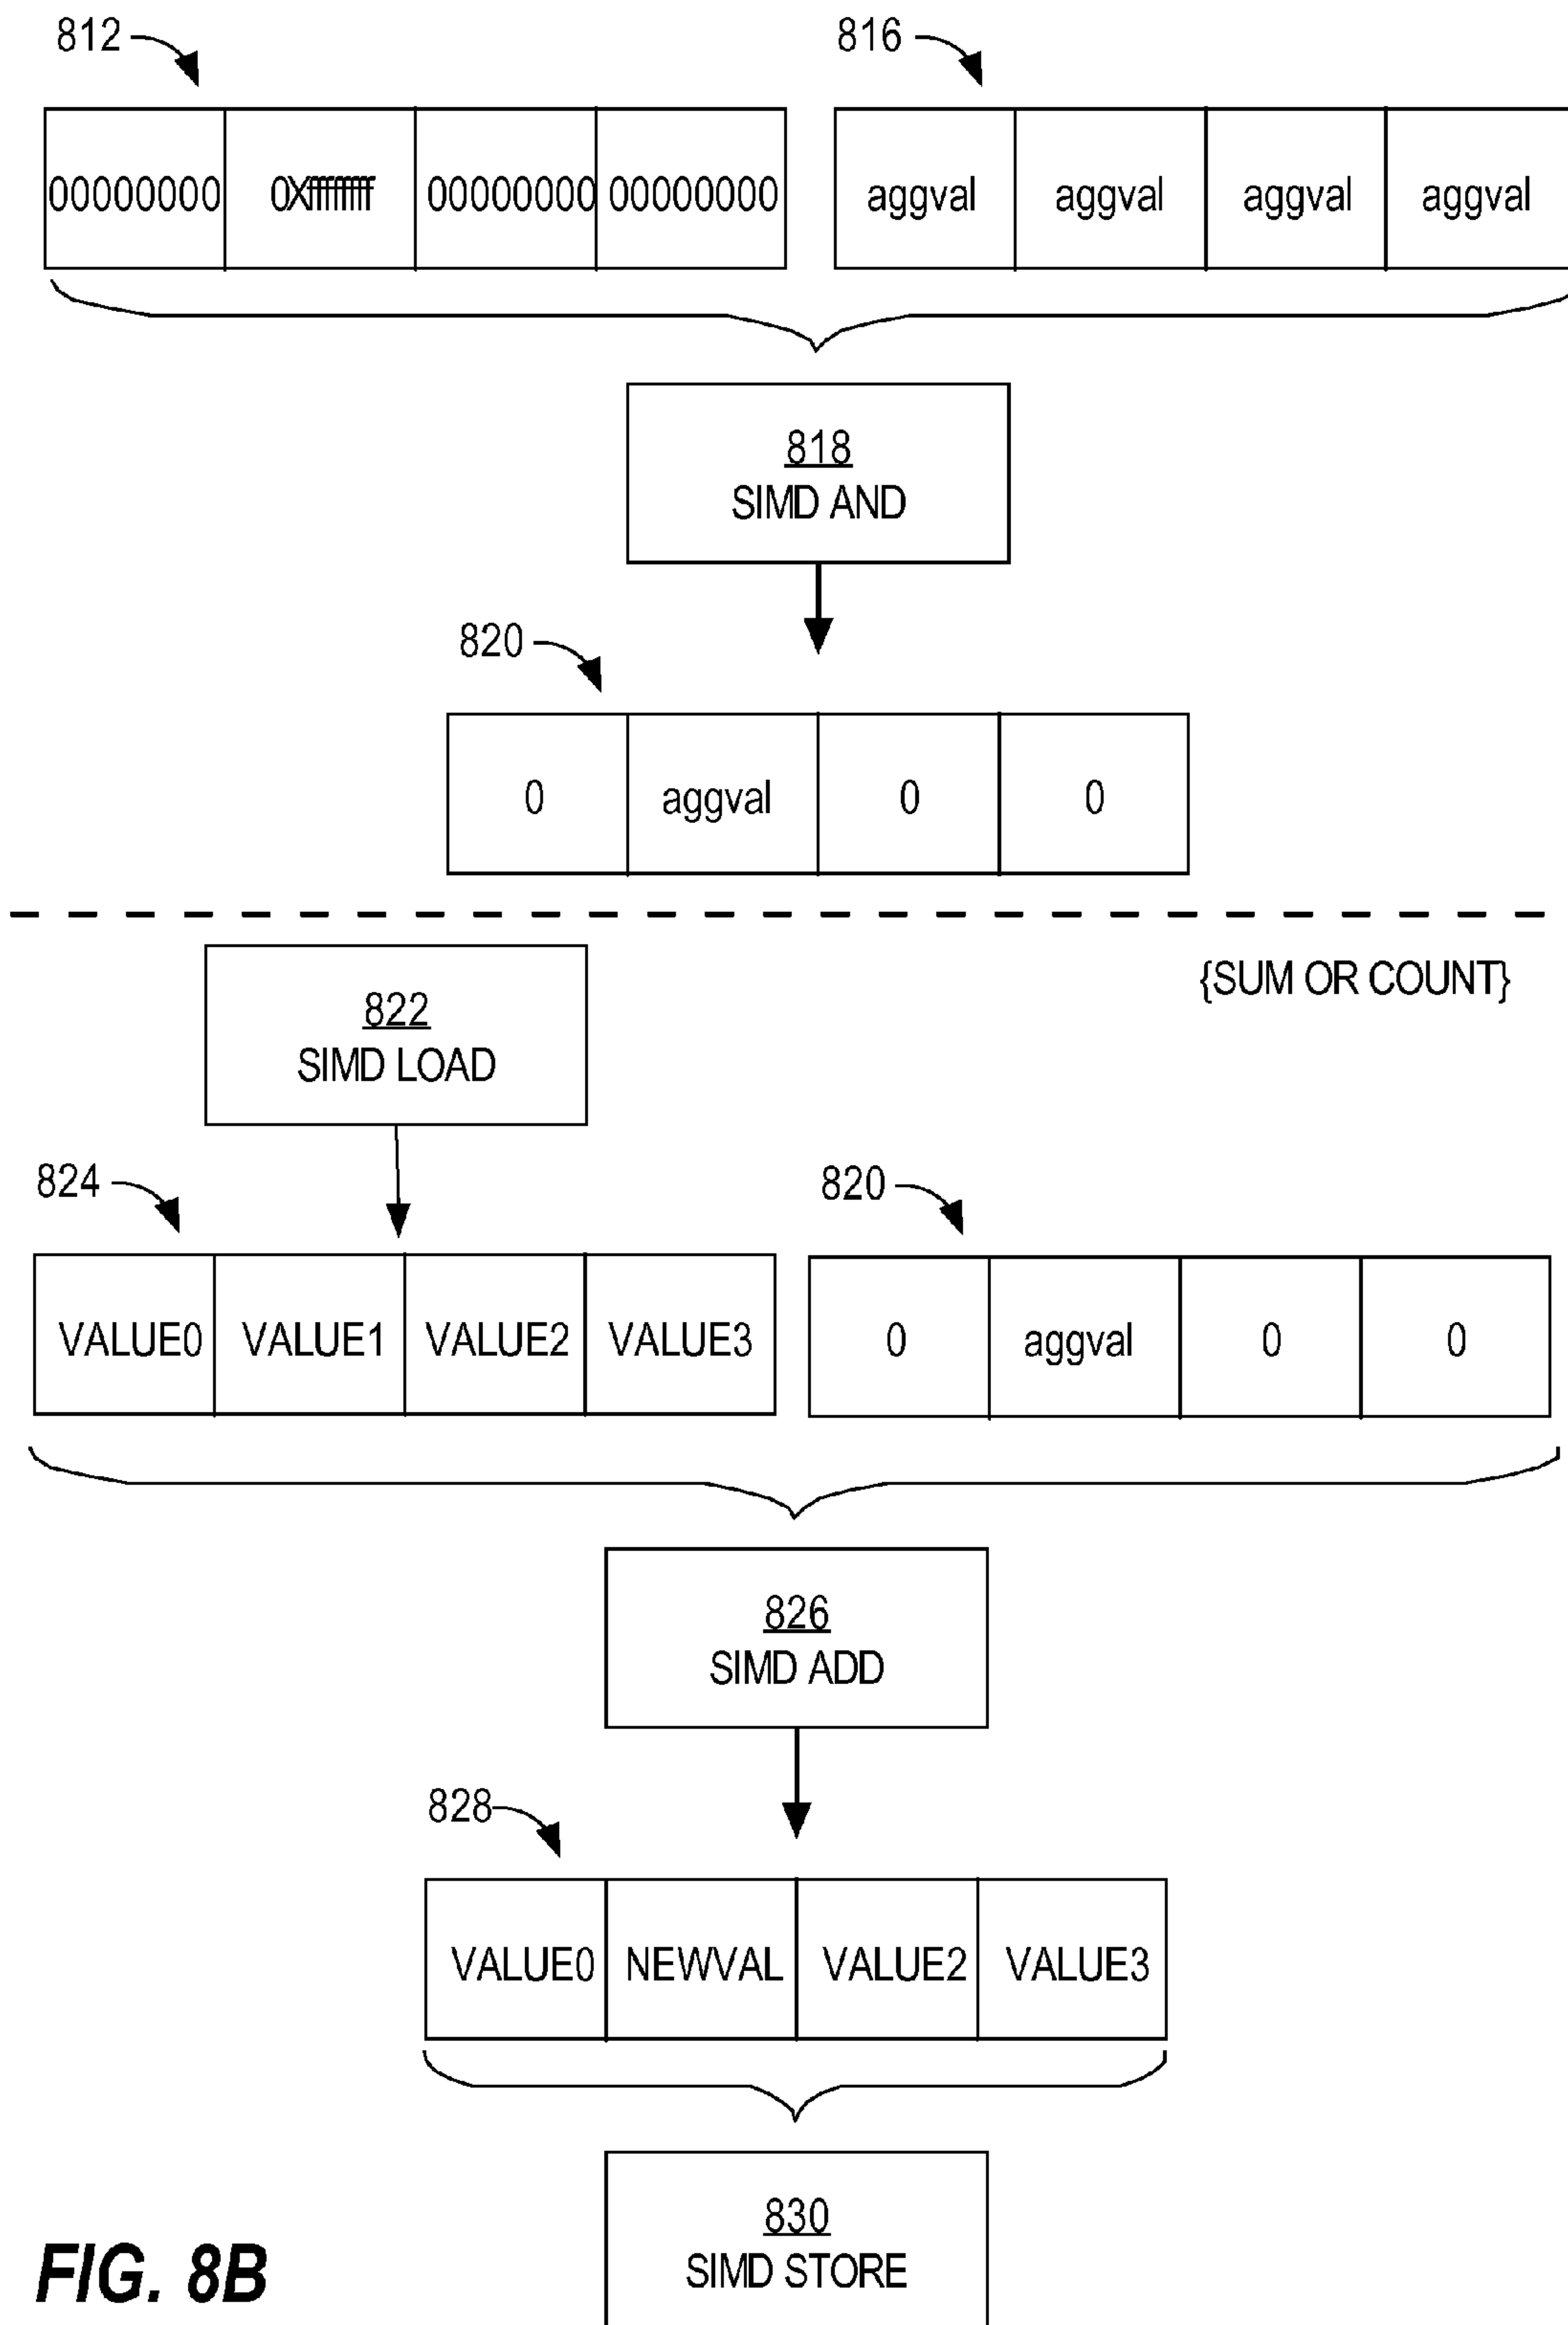 812
816
00000000 0Xffffffff 00000000 00000000
aggval aggval aggval aggval
818
SIMD AND
820
0 aggval 0 0
{SUM OR COUNT}
822
SIMD LOAD
824
820
VALUE0 VALUE1 VALUE2 VALUE3
0 aggval 0 0
826
SIMD ADD
828
VALUE0 NEWVAL VALUE2 VALUE3
830
SIMD STORE
FIG. 8B